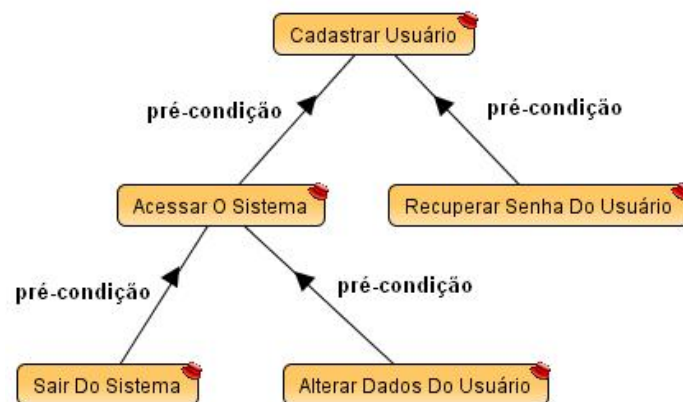 Cadastrar Usuário
pré-condição
pré-condição
Acessar O Sistema
Recuperar Senha Do Usuário
pré-condição
pré-condição
Sair Do Sistema
Alterar Dados Do Usuário